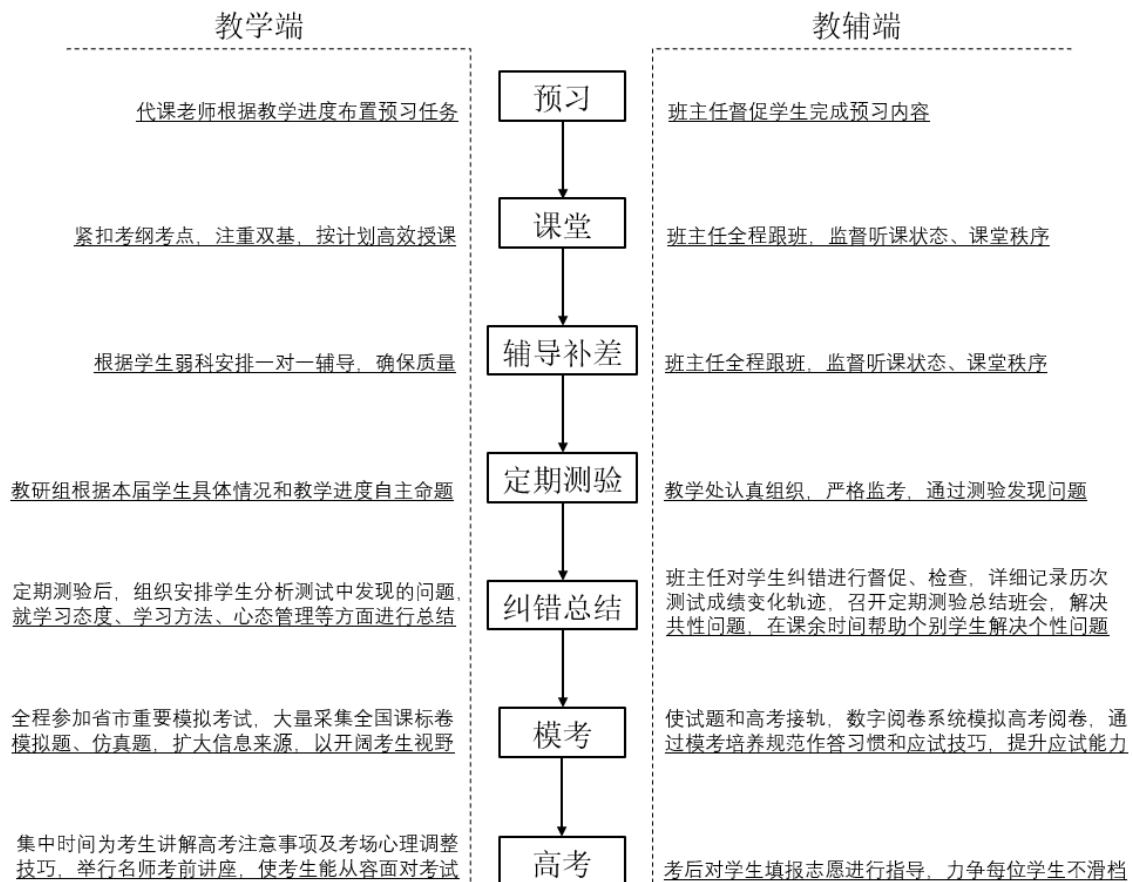 教学端
教辅端
预习
代课老师根据教学进度布置预习任务
班主任督促学生完成预习内容
课堂
紧扣考纲考点，注重双基，按计划高效授课
班主任全程跟班，监督听课状态、课堂秩序
辅导补差
根据学生弱科安排一对一辅导，确保质量
班主任全程跟班，监督听课状态、课堂秩序
定期测验
教研组根据本届学生具体情况和教学进度自主命题
教学处认真组织，严格监考，通过测验发现问题
纠错总结
定期测验后，组织安排学生分析测试中发现的问题，
就学习态度、学习方法、心态管理等方面进行总结
班主任对学生纠错进行督促、检查，详细记录历次
测试成绩变化轨迹，召开定期测验总结班会，解决
共性问题，在课余时间帮助个别学生解决个性问题
模考
全程参加省市重要模拟考试，大量采集全国课标卷
模拟题、仿真题，扩大信息来源，以开阔考生视野
使试题和高考接轨，数字阅卷系统模拟高考阅卷，通
过模考培养规范作答习惯和应试技巧，提升应试能力
高考
集中时间为考生讲解高考注意事项及考场心理调整
技巧，举行名师考前讲座，使考生能从容面对考试
考后对学生填报志愿进行指导，力争每位学生不滑档